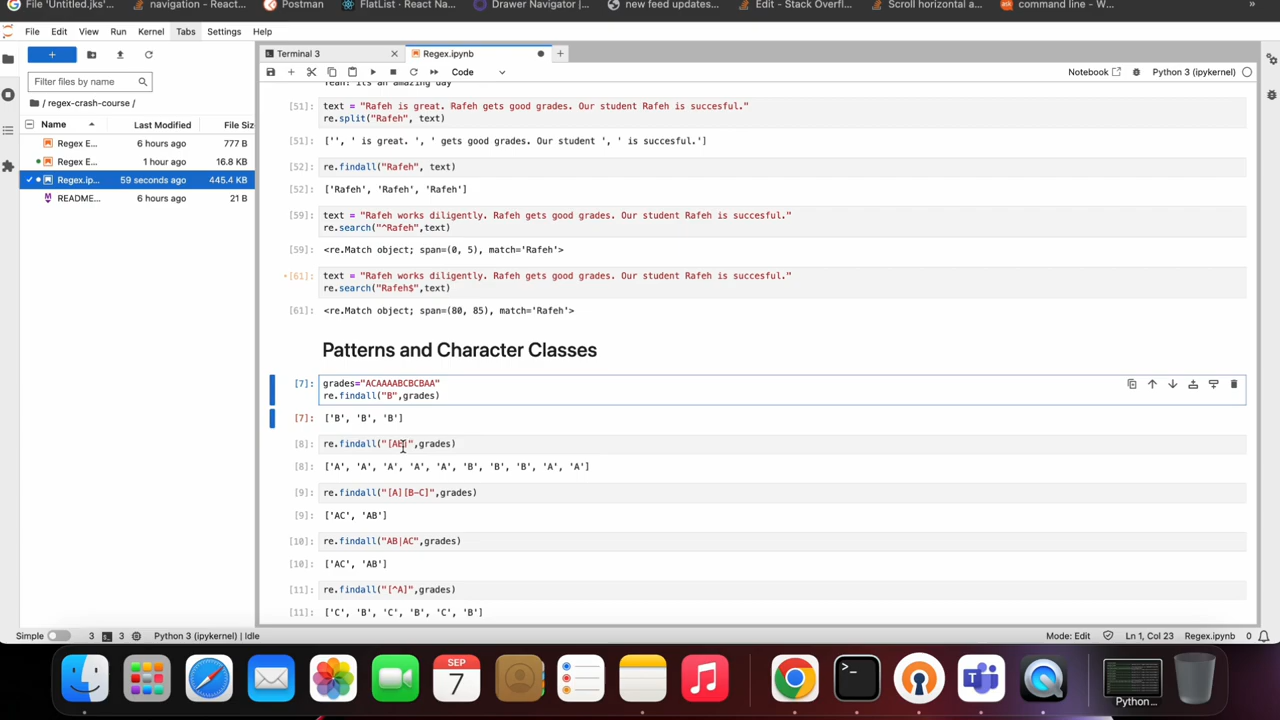 File 'Untitled.jks'...
navigation - React...
Postman
FlatList - React Nativ...
Drawer Navigator |...
new feed updates...
Edit - Stack Overfl...
Scroll horizontal a...
command line - W...
»
File Edit View Run Kernel Tabs Settings Help
Terminal 3
Regex.ipynb
Code
Notebook
Python 3 (ipykernel)
Filter files by name
/ regex-crash-course /
Name Last Modified File Siz
Regex E... 6 hours ago 777 B
Regex E... 1 hour ago 16.8 KB
Regex.ip... 59 seconds ago 445.4 KB
README... 6 hours ago 21 B
Yeah! its an amazing day
[51]: text = "Rafeh is great. Rafeh gets good grades. Our student Rafeh is succesful."
re.split("Rafeh", text)
[51]: ['', ' is great. ', ' gets good grades. Our student ', ' is succesful.']
[52]: re.findall("Rafeh", text)
[52]: ['Rafeh', 'Rafeh', 'Rafeh']
[59]: text = "Rafeh works diligently. Rafeh gets good grades. Our student Rafeh is succesful."
re.search("^Rafeh",text)
[59]: <re.Match object; span=(0, 5), match='Rafeh'>
[61]: text = "Rafeh works diligently. Rafeh gets good grades. Our student Rafeh is succesful."
re.search("Rafeh$",text)
[61]: <re.Match object; span=(80, 85), match='Rafeh'>
Patterns and Character Classes
[7]: grades="ACAAAABCBCBAA"
re.findall("B",grades)
[7]: ['B', 'B', 'B']
[8]: re.findall("[AB]",grades)
[8]: ['A', 'A', 'A', 'A', 'A', 'B', 'B', 'B', 'A', 'A']
[9]: re.findall("[A][B-C]",grades)
[9]: ['AC', 'AB']
[10]: re.findall("AB|AC",grades)
[10]: ['AC', 'AB']
[11]: re.findall("[^A]",grades)
[11]: ['C', 'B', 'C', 'B', 'C', 'B']
Simple 3 3 Python 3 (ipykernel) | Idle
Mode: Edit Ln 1, Col 23 Regex.ipynb 0
SEP
7
Python...